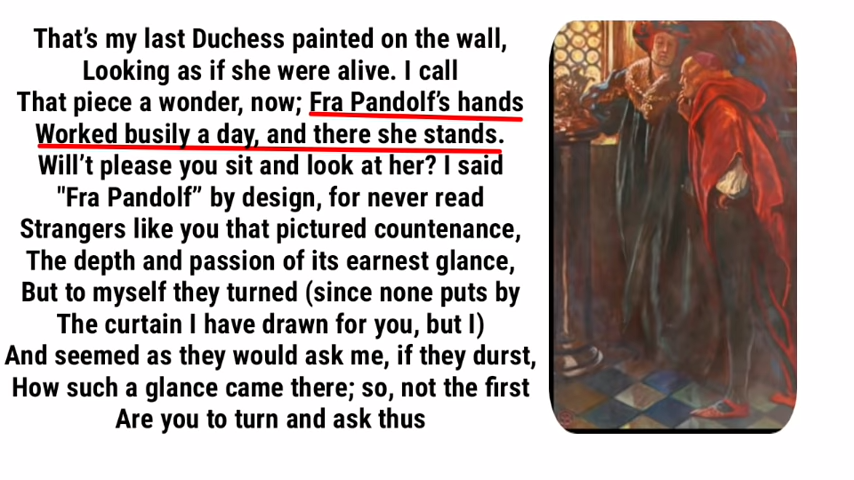 That’s my last Duchess painted on the wall,
Looking as if she were alive. I call
That piece a wonder, now; Fra Pandolf’s hands
Worked busily a day, and there she stands.
Will’t please you sit and look at her? I said
"Fra Pandolf” by design, for never read
Strangers like you that pictured countenance,
The depth and passion of its earnest glance,
But to myself they turned (since none puts by
The curtain I have drawn for you, but I)
And seemed as they would ask me, if they durst,
How such a glance came there; so, not the first
Are you to turn and ask thus